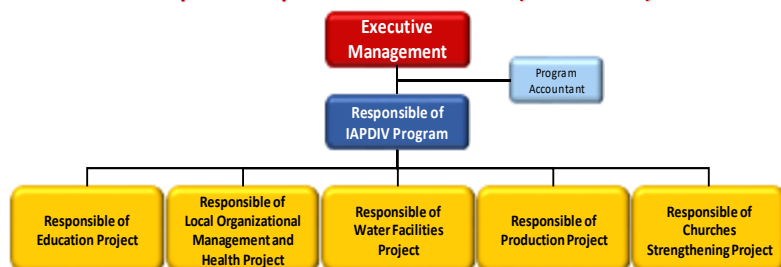 Executive
Management
Program
Accountant
Responsible of
IAPDIV Program
Responsible of
Education Project
Responsible of
Local Organizational
Management and
Health Project
Responsible of
Water Facilities
Project
Responsible of
Production Project
Responsible of
Churches
Strengthening Project